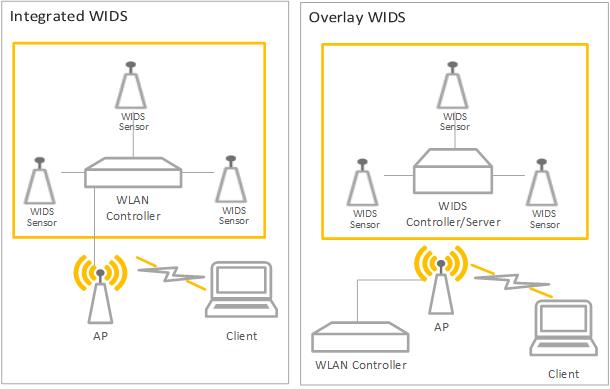 Integrated WIDS
WIDS
Sensor
WIDS
Sensor
WLAN
Controller
WIDS
Sensor
AP
Client
Overlay WIDS
WIDS
Sensor
WIDS
Sensor
WIDS
Controller/Server
WIDS
Sensor
AP
WLAN Controller
Client